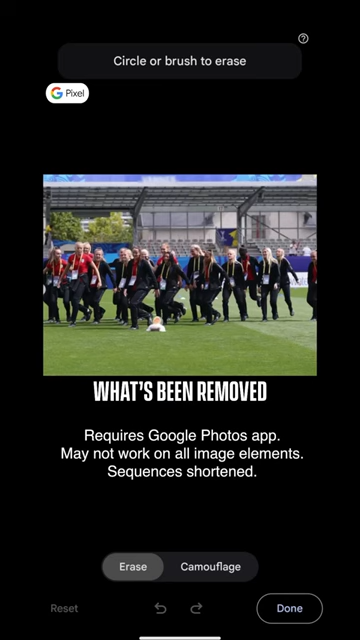 Circle or brush to erase
Pixel
WHAT'S BEEN REMOVED
Requires Google Photos app.
May not work on all image elements.
Sequences shortened.
Erase
Camouflage
Reset
Done